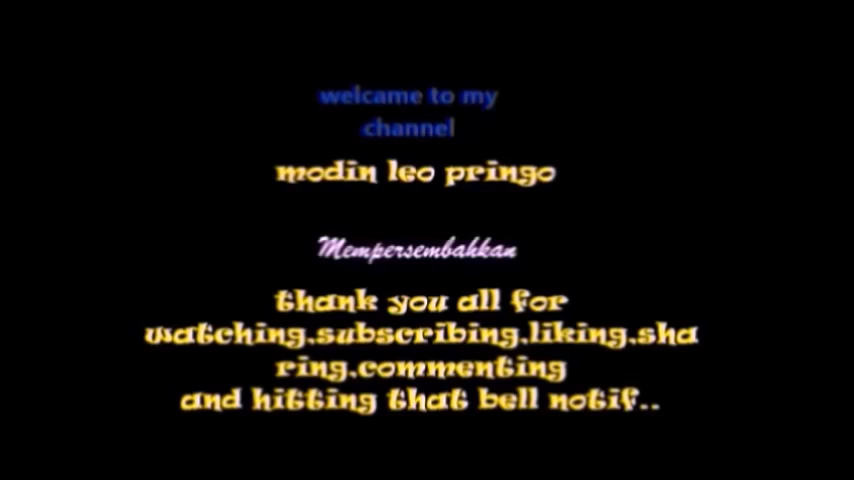 welcame to my
channel
modin leo pringo
Mempersembahkan
thank you all for
watching,subscribing,liking,sha
ring,commenting
and hitting that bell notif..